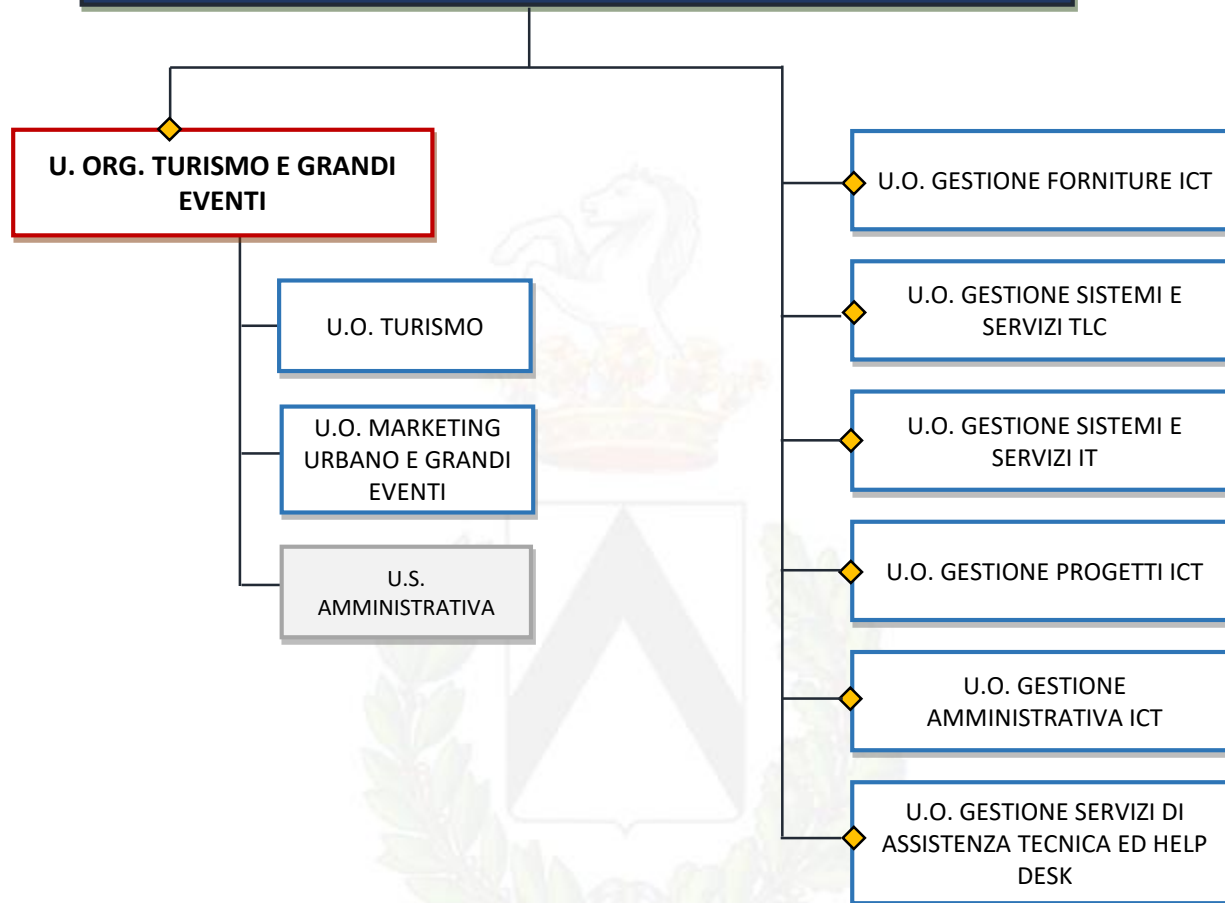 U. ORG. TURISMO E GRANDI
EVENTI
U.O. TURISMO
U.O. MARKETING
URBANO E GRANDI
EVENTI
U.S.
AMMINISTRATIVA
U.O. GESTIONE FORNITURE ICT
U.O. GESTIONE SISTEMI E
SERVIZI TLC
U.O. GESTIONE SISTEMI E
SERVIZI IT
U.O. GESTIONE PROGETTI ICT
U.O. GESTIONE
AMMINISTRATIVA ICT
U.O. GESTIONE SERVIZI DI
ASSISTENZA TECNICA ED HELP
DESK